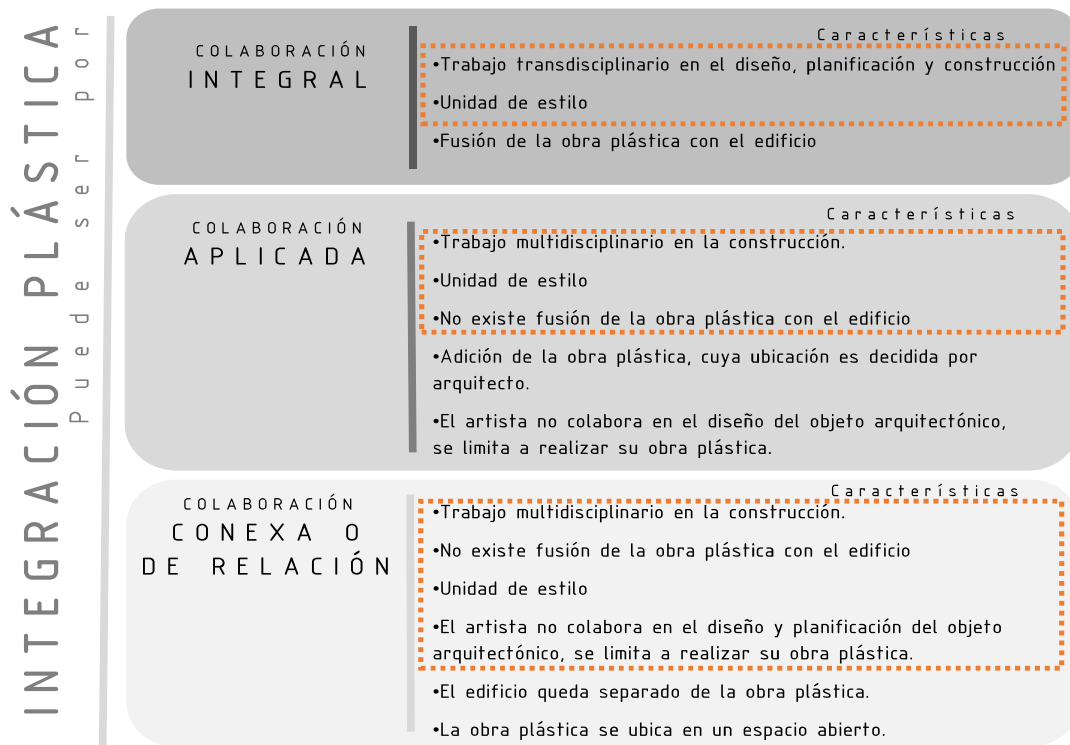 INTEGRACIÓN PLÁSTICA
Puede ser por
COLABORACIÓN
INTEGRAL
Características
•Trabajo transdisciplinario en el diseño, planificación y construcción
•Unidad de estilo
•Fusión de la obra plástica con el edificio
COLABORACIÓN
APLICADA
Características
•Trabajo multidisciplinario en la construcción.
•Unidad de estilo
•No existe fusión de la obra plástica con el edificio
•Adición de la obra plástica, cuya ubicación es decidida por
arquitecto.
•El artista no colabora en el diseño del objeto arquitectónico,
se limita a realizar su obra plástica.
COLABORACIÓN
CONEXA O
DE RELACIÓN
Características
•Trabajo multidisciplinario en la construcción.
•No existe fusión de la obra plástica con el edificio
•Unidad de estilo
•El artista no colabora en el diseño y planificación del objeto
arquitectónico, se limita a realizar su obra plástica.
•El edificio queda separado de la obra plástica.
•La obra plástica se ubica en un espacio abierto.